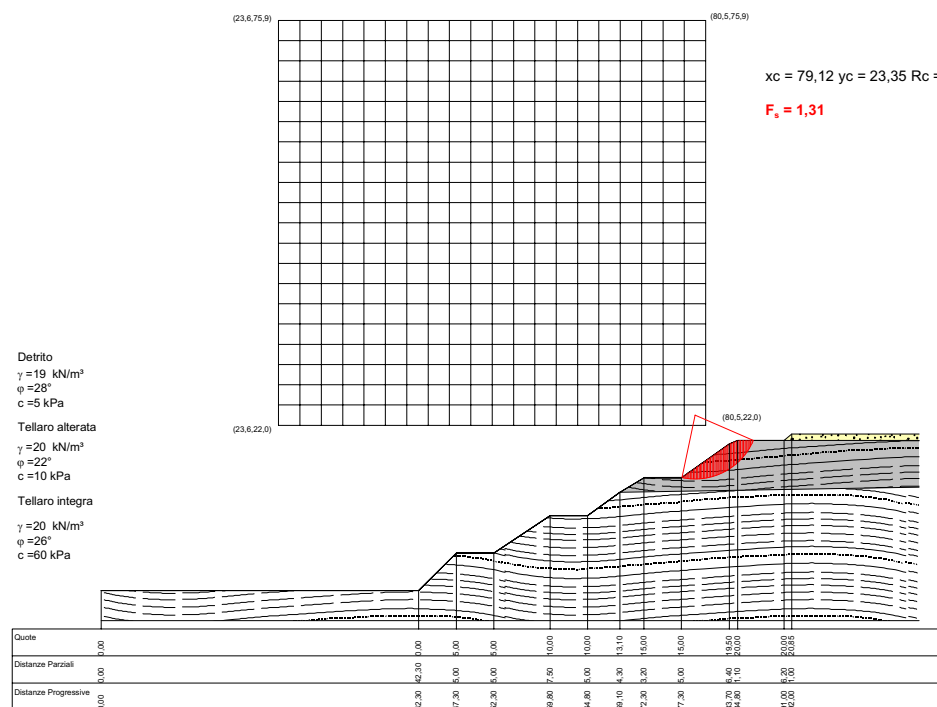 (23,6,75,9)
(80,5,75,9)
xc = 79,12 yc = 23,35 Rc =
Fs = 1,31
Detrito
γ =19 kN/m³
φ =28°
c =5 kPa
(23,6,22,0)
(80,5,22,0)
Tellaro alterata
γ =20 kN/m³
φ =22°
c =10 kPa
Tellaro integra
γ =20 kN/m³
φ =26°
c =60 kPa
Quote 0,00 0,00 5,00 5,00 10,00 10,00 13,10 15,00 15,00 19,50 20,00 20,00 20,85
Distanze Parziali 0,00 42,30 5,00 5,00 7,50 5,00 4,30 3,20 5,00 6,40 1,10 6,20 1,00
Distanze Progressive